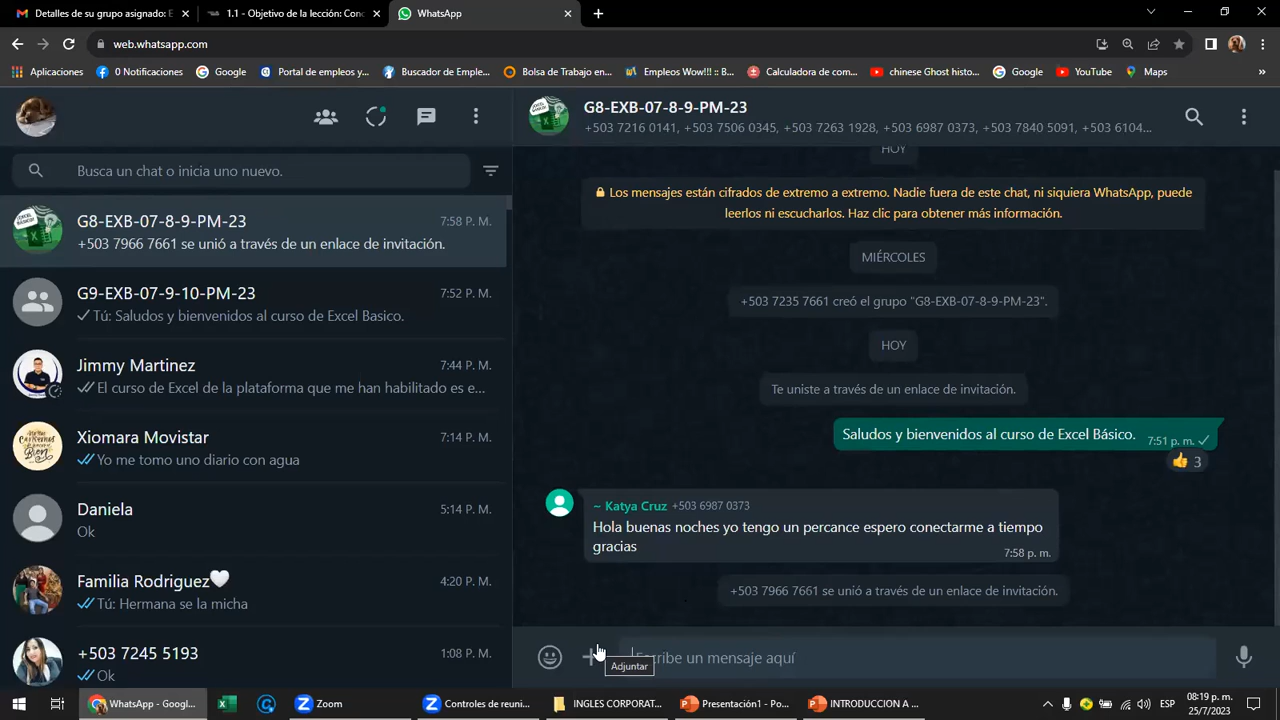 Detalles de su grupo asignado: E
1.1 - Objetivo de la lección: Conc
WhatsApp
web.whatsapp.com
Aplicaciones
0 Notificaciones
Google
Portal de empleos y...
Buscador de Emple...
Bolsa de Trabajo en...
Empleos Wow!!! :: B...
Calculadora de com...
chinese Ghost histo...
Google
YouTube
Maps
G8-EXB-07-8-9-PM-23
+503 7216 0141, +503 7506 0345, +503 7263 1928, +503 6987 0373, +503 7840 5091, +503 6104...
Busca un chat o inicia uno nuevo.
G8-EXB-07-8-9-PM-23 7:58 P. M.
+503 7966 7661 se unió a través de un enlace de invitación.
G9-EXB-07-9-10-PM-23 7:52 P. M.
Tú: Saludos y bienvenidos al curso de Excel Basico.
Jimmy Martinez 7:44 P. M.
El curso de Excel de la plataforma que me han habilitado es e...
Xiomara Movistar 7:14 P. M.
Yo me tomo uno diario con agua
Daniela 5:14 P. M.
Ok
Familia Rodriguez 4:20 P. M.
Tú: Hermana se la micha
+503 7245 5193 1:08 P. M.
Ok
HOY
Los mensajes están cifrados de extremo a extremo. Nadie fuera de este chat, ni siquiera WhatsApp, puede
leerlos ni escucharlos. Haz clic para obtener más información.
MIÉRCOLES
+503 7235 7661 creó el grupo "G8-EXB-07-8-9-PM-23".
HOY
Te uniste a través de un enlace de invitación.
Saludos y bienvenidos al curso de Excel Básico. 7:51 p. m.
3
~ Katya Cruz +503 6987 0373
Hola buenas noches yo tengo un percance espero conectarme a tiempo
gracias
7:58 p. m.
+503 7966 7661 se unió a través de un enlace de invitación.
Escribe un mensaje aquí
Adjuntar
WhatsApp - Googl...
Zoom
Controles de reuni...
INGLES CORPORAT...
Presentación1 - Po...
INTRODUCCION A ...
ESP
08:19 p. m.
25/7/2023